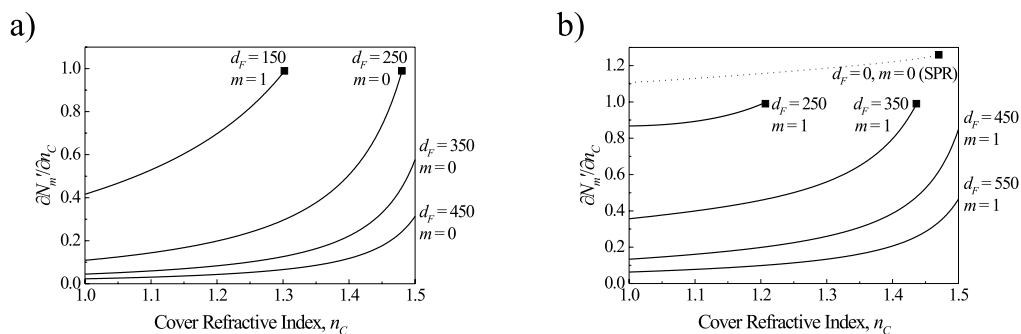 a)
∂N_m'/∂n_C
1.0
0.8
0.6
0.4
0.2
0.0
d_F = 150
m = 1
d_F = 250
m = 0
d_F = 350
m = 0
d_F = 450
m = 0
1.0 1.1 1.2 1.3 1.4 1.5
Cover Refractive Index, n_C
b)
∂N_m'/∂n_C
1.2
1.0
0.8
0.6
0.4
0.2
0.0
d_F = 0, m = 0 (SPR)
d_F = 250
m = 1
d_F = 350
m = 1
d_F = 450
m = 1
d_F = 550
m = 1
1.0 1.1 1.2 1.3 1.4 1.5
Cover Refractive Index, n_C